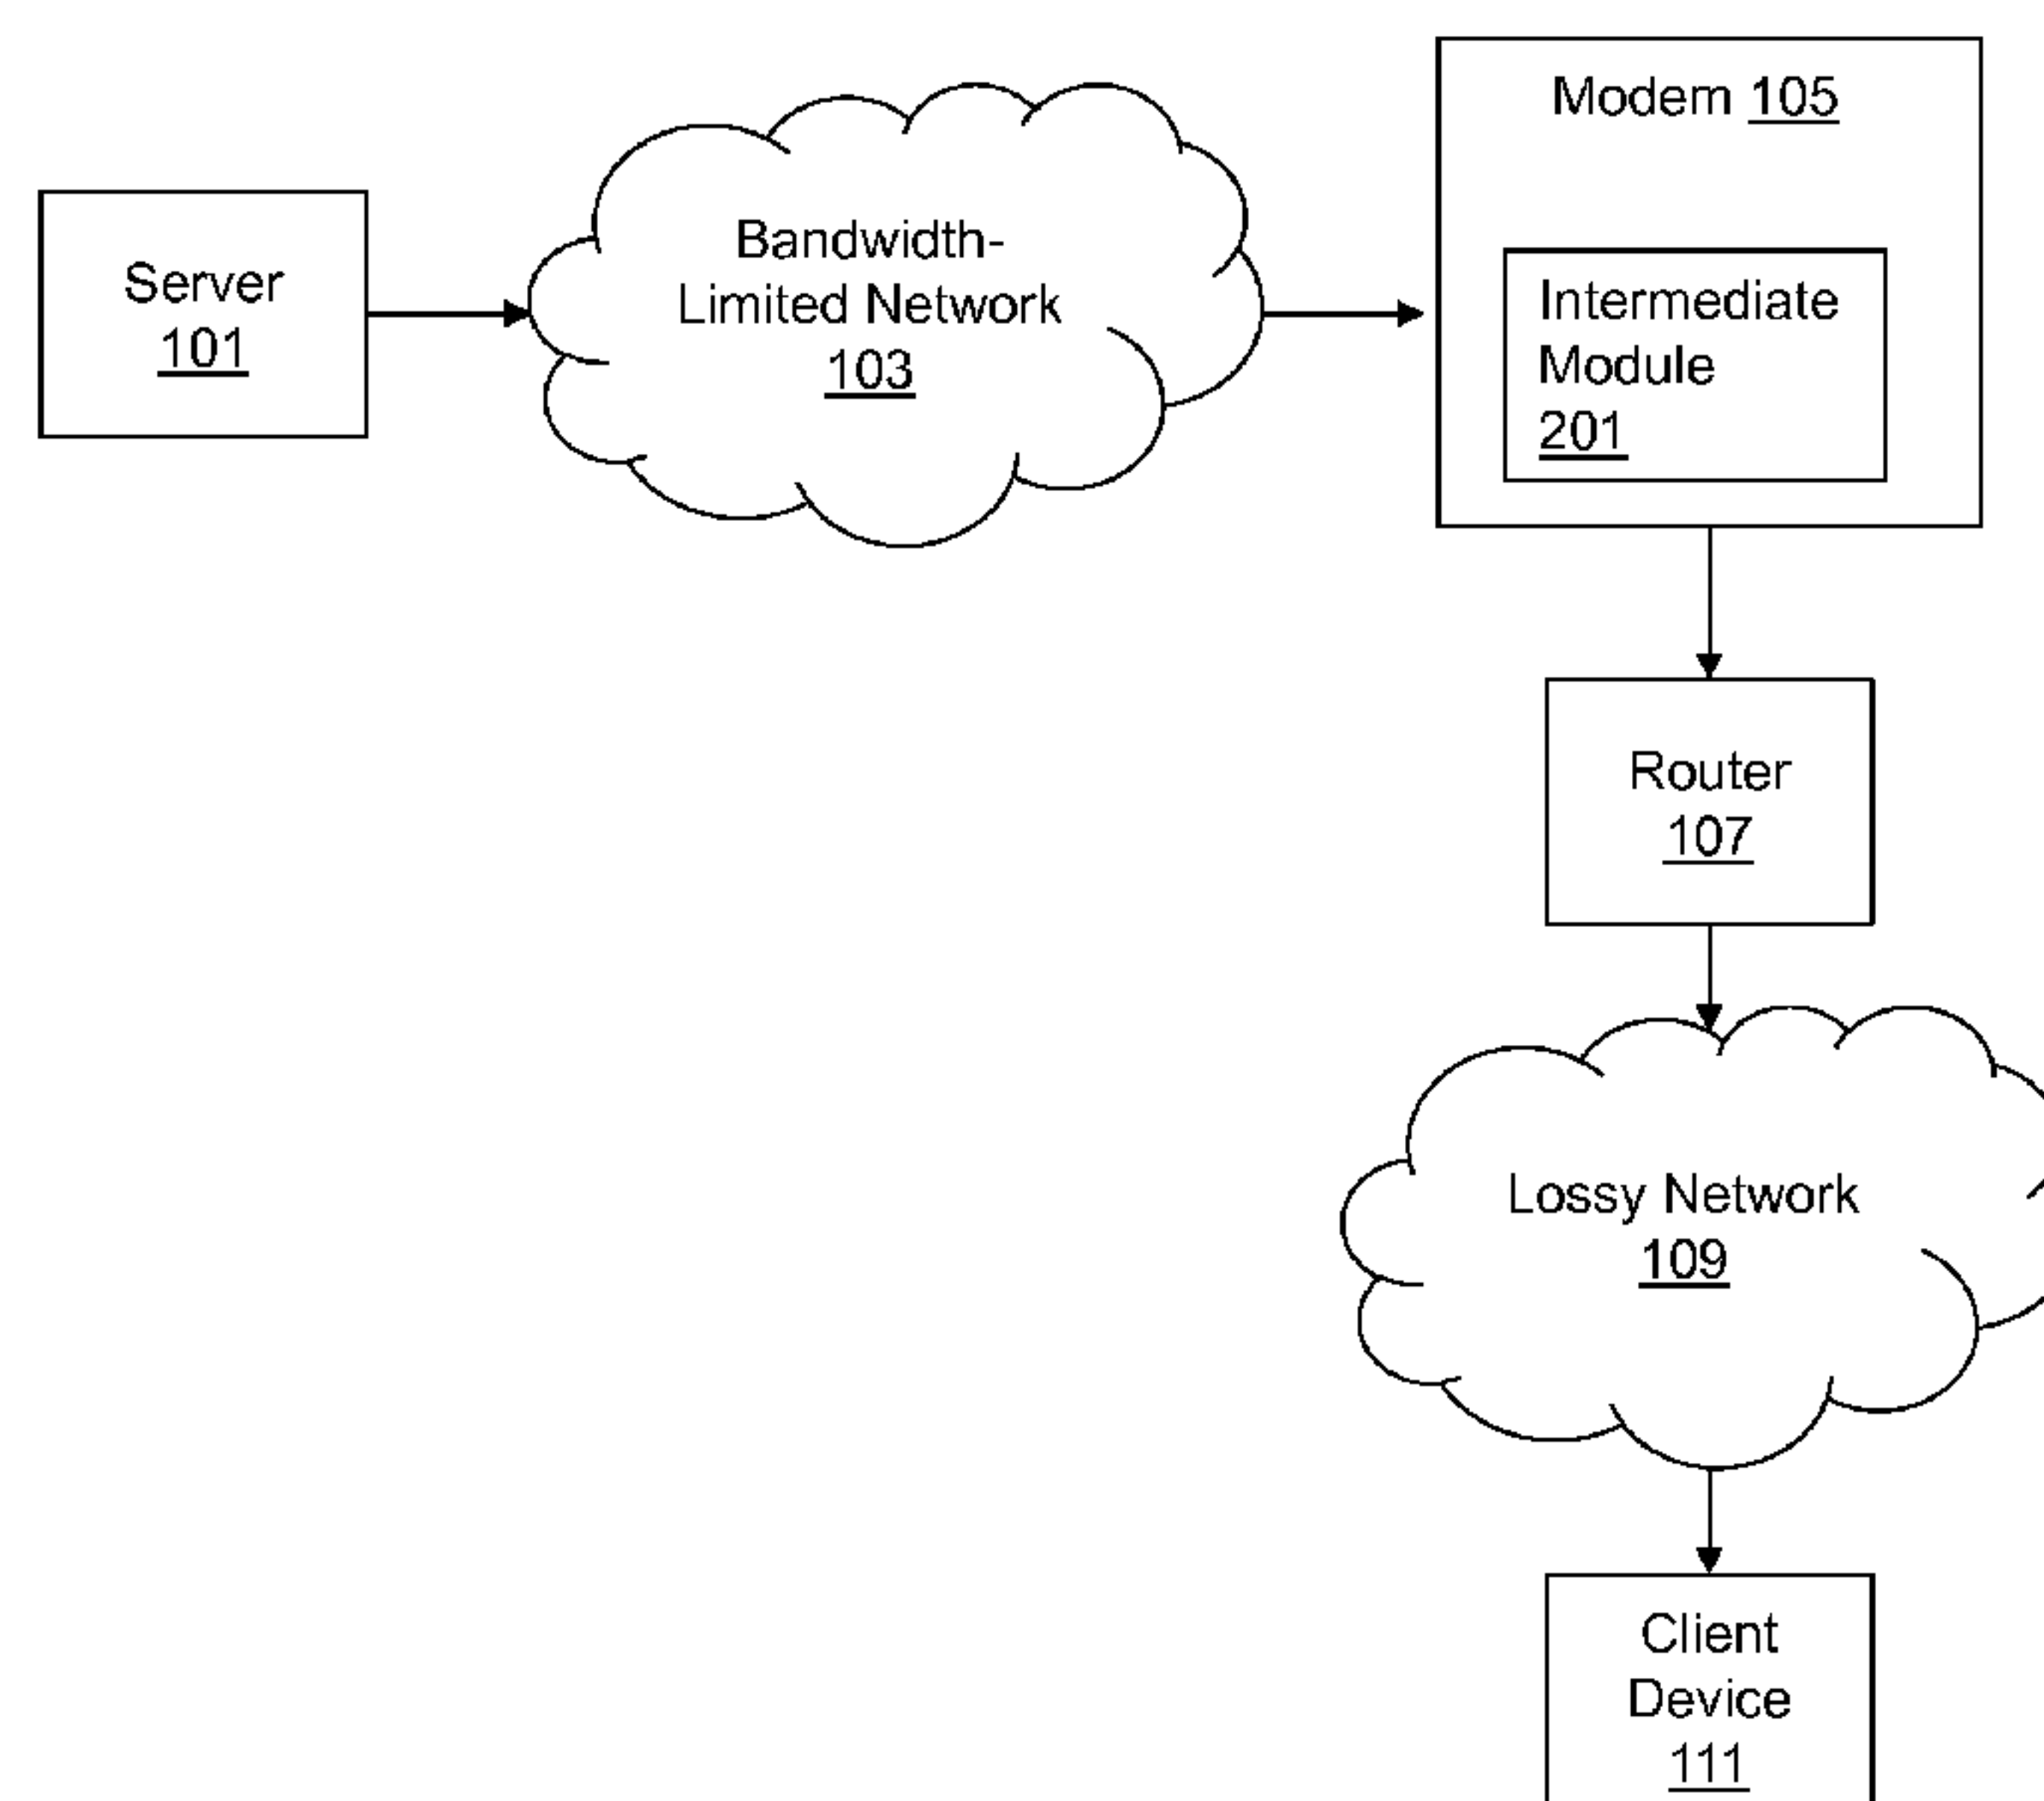 Server
101
Bandwidth-
Limited Network
103
Modem 105
Intermediate
Module
201
Router
107
Lossy Network
109
Client
Device
111